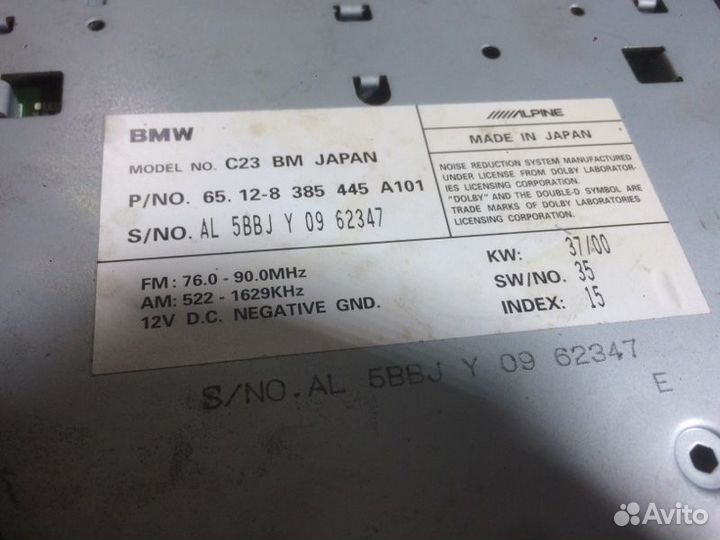 BMW
MODEL NO. C23 BM JAPAN
P/NO. 65. 12-8 385 445 A101
S/NO. AL 5BBJ Y 09 62347
ALPINE
MADE IN JAPAN
NOISE REDUCTION SYSTEM MANUFACTURED
UNDER LICENSE FROM DOLBY LABORATOR-
IES LICENSING CORPORATION.
"DOLBY" AND THE DOUBLE-D SYMBOL ARE
TRADE MARKS OF DOLBY LABORATORIES
LICENSING CORPORATION.
FM: 76.0 - 90.0MHz
AM: 522 - 1629KHz
12V D.C. NEGATIVE GND.
KW: 37/00
SW/NO. 35
INDEX: 15
S/NO. AL 5BBJ Y 09 62347
E
Avito